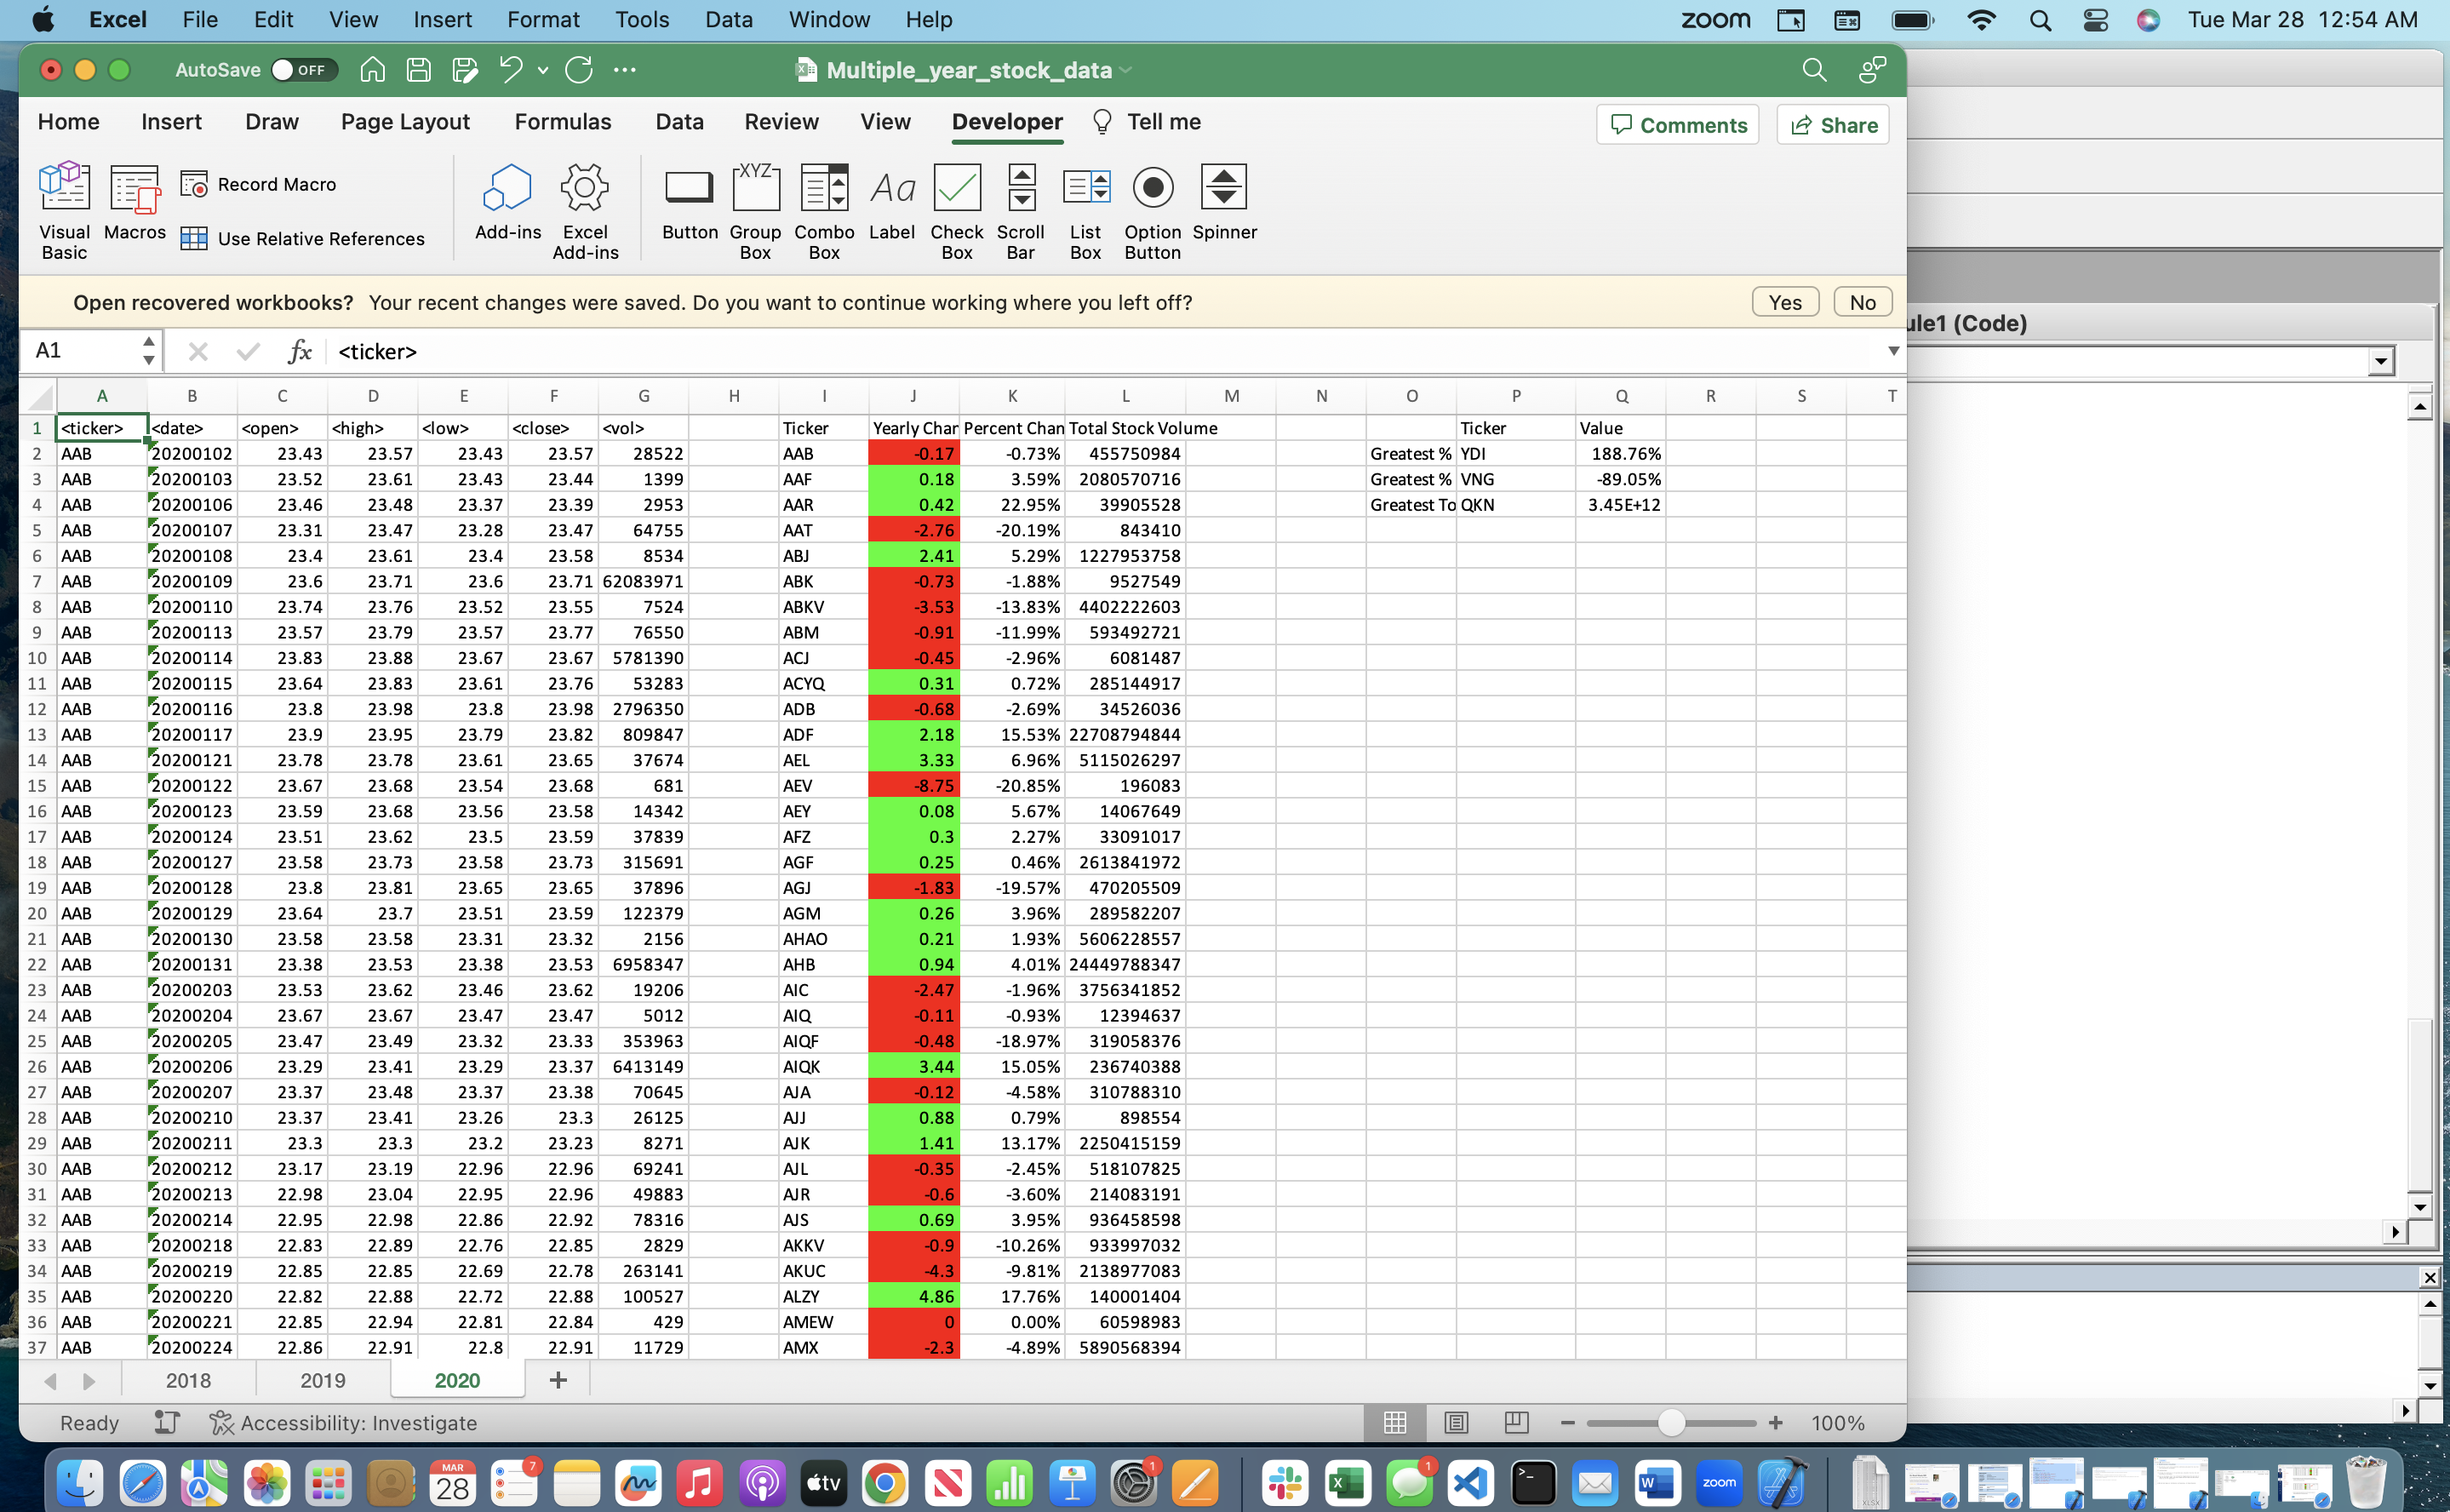 Excel File Edit View Insert Format Tools Data Window Help zoom Tue Mar 28 12:54 AM
AutoSave OFF Multiple_year_stock_data
Home Insert Draw Page Layout Formulas Data Review View Developer Tell me Comments Share
Visual Basic Macros Record Macro Use Relative References Add-ins Excel Add-ins Button Group Box Combo Box Label Check Box Scroll Bar List Box Option Button Spinner
XYZ Aa
Open recovered workbooks? Your recent changes were saved. Do you want to continue working where you left off? Yes No
ule1 (Code)
A1 fx <ticker>
A B C D E F G H I J K L M N O P Q R S T
1 <ticker> <date> <open> <high> <low> <close> <vol> Ticker Yearly Char Percent Chan Total Stock Volume Ticker Value
2 AAB 20200102 23.43 23.57 23.43 23.57 28522 AAB -0.17 -0.73% 455750984 Greatest % YDI 188.76%
3 AAB 20200103 23.52 23.61 23.43 23.44 1399 AAF 0.18 3.59% 2080570716 Greatest % VNG -89.05%
4 AAB 20200106 23.46 23.48 23.37 23.39 2953 AAR 0.42 22.95% 39905528 Greatest To QKN 3.45E+12
5 AAB 20200107 23.31 23.47 23.28 23.47 64755 AAT -2.76 -20.19% 843410
6 AAB 20200108 23.4 23.61 23.4 23.58 8534 ABJ 2.41 5.29% 1227953758
7 AAB 20200109 23.6 23.71 23.6 23.71 62083971 ABK -0.73 -1.88% 9527549
8 AAB 20200110 23.74 23.76 23.52 23.55 7524 ABKV -3.53 -13.83% 4402222603
9 AAB 20200113 23.57 23.79 23.57 23.77 76550 ABM -0.91 -11.99% 593492721
10 AAB 20200114 23.83 23.88 23.67 23.67 5781390 ACJ -0.45 -2.96% 6081487
11 AAB 20200115 23.64 23.83 23.61 23.76 53283 ACYQ 0.31 0.72% 285144917
12 AAB 20200116 23.8 23.98 23.8 23.98 2796350 ADB -0.68 -2.69% 34526036
13 AAB 20200117 23.9 23.95 23.79 23.82 809847 ADF 2.18 15.53% 22708794844
14 AAB 20200121 23.78 23.78 23.61 23.65 37674 AEL 3.33 6.96% 5115026297
15 AAB 20200122 23.67 23.68 23.54 23.68 681 AEV -8.75 -20.85% 196083
16 AAB 20200123 23.59 23.68 23.56 23.58 14342 AEY 0.08 5.67% 14067649
17 AAB 20200124 23.51 23.62 23.5 23.59 37839 AFZ 0.3 2.27% 33091017
18 AAB 20200127 23.58 23.73 23.58 23.73 315691 AGF 0.25 0.46% 2613841972
19 AAB 20200128 23.8 23.81 23.65 23.65 37896 AGJ -1.83 -19.57% 470205509
20 AAB 20200129 23.64 23.7 23.51 23.59 122379 AGM 0.26 3.96% 289582207
21 AAB 20200130 23.58 23.58 23.31 23.32 2156 AHAO 0.21 1.93% 5606228557
22 AAB 20200131 23.38 23.53 23.38 23.53 6958347 AHB 0.94 4.01% 24449788347
23 AAB 20200203 23.53 23.62 23.46 23.62 19206 AIC -2.47 -1.96% 3756341852
24 AAB 20200204 23.67 23.67 23.47 23.47 5012 AIQ -0.11 -0.93% 12394637
25 AAB 20200205 23.47 23.49 23.32 23.33 353963 AIQF -0.48 -18.97% 319058376
26 AAB 20200206 23.29 23.41 23.29 23.37 6413149 AIQK 3.44 15.05% 236740388
27 AAB 20200207 23.37 23.48 23.37 23.38 70645 AJA -0.12 -4.58% 310788310
28 AAB 20200210 23.37 23.41 23.26 23.3 26125 AJJ 0.88 0.79% 898554
29 AAB 20200211 23.3 23.3 23.2 23.23 8271 AJK 1.41 13.17% 2250415159
30 AAB 20200212 23.17 23.19 22.96 22.96 69241 AJL -0.35 -2.45% 518107825
31 AAB 20200213 22.98 23.04 22.95 22.96 49883 AJR -0.6 -3.60% 214083191
32 AAB 20200214 22.95 22.98 22.86 22.92 78316 AJS 0.69 3.95% 936458598
33 AAB 20200218 22.83 22.89 22.76 22.85 2829 AKKV -0.9 -10.26% 933997032
34 AAB 20200219 22.85 22.85 22.69 22.78 263141 AKUC -4.3 -9.81% 2138977083
35 AAB 20200220 22.82 22.88 22.72 22.88 100527 ALZY 4.86 17.76% 140001404
36 AAB 20200221 22.85 22.94 22.81 22.84 429 AMEW 0 0.00% 60598983
37 AAB 20200224 22.86 22.91 22.8 22.91 11729 AMX -2.3 -4.89% 5890568394
2018 2019 2020 +
Ready Accessibility: Investigate 100%
MAR 28 7 tv 1 1 zoom